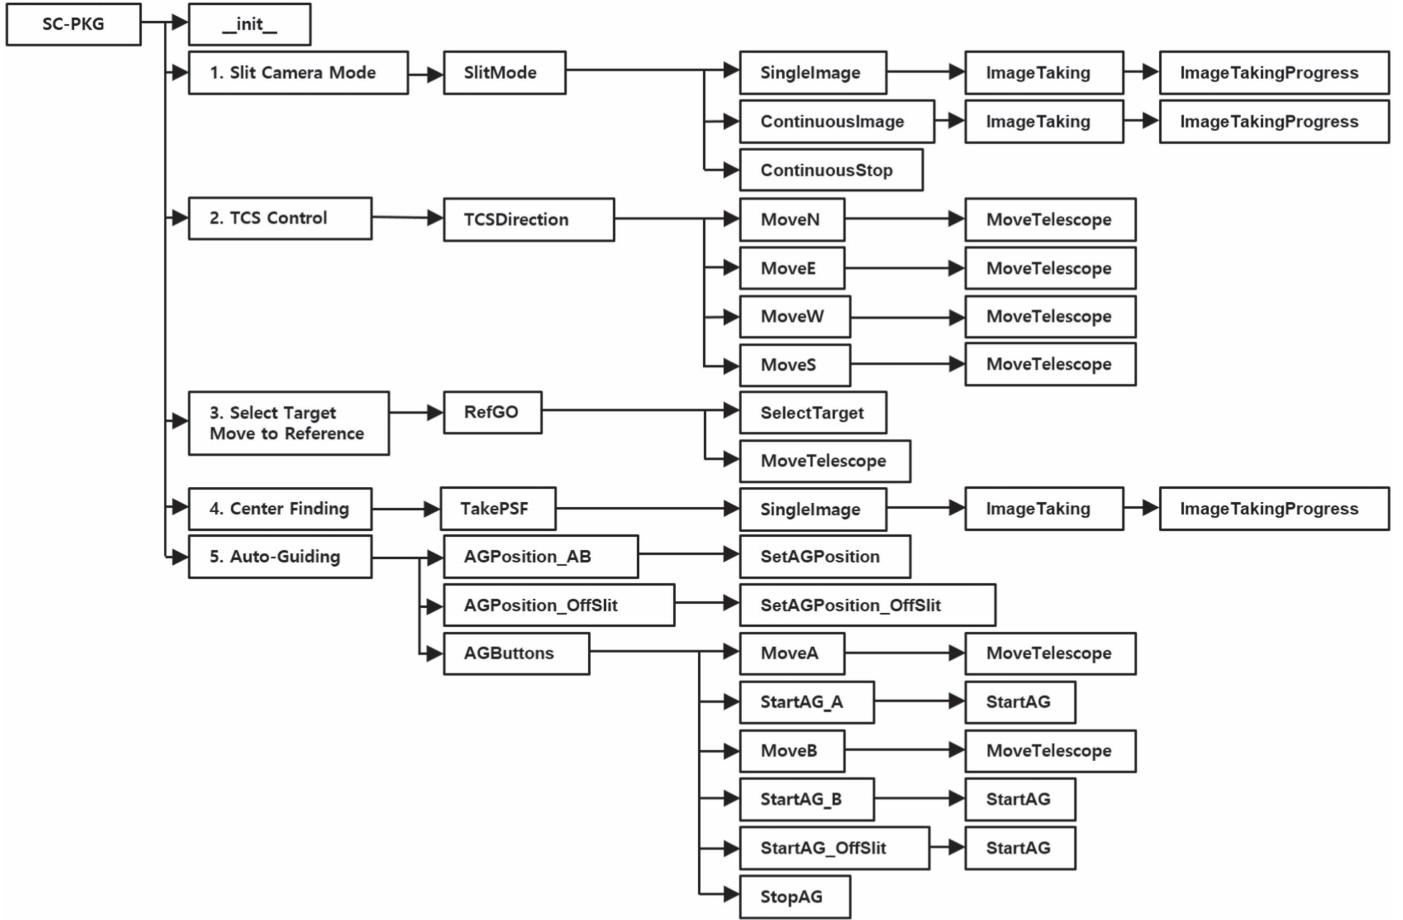 SC-PKG
__init__
1. Slit Camera Mode
SlitMode
SingleImage
ImageTaking
ImageTakingProgress
ContinuousImage
ImageTaking
ImageTakingProgress
ContinuousStop
2. TCS Control
TCSDirection
MoveN
MoveTelescope
MoveE
MoveTelescope
MoveW
MoveTelescope
MoveS
MoveTelescope
3. Select Target
Move to Reference
RefGO
SelectTarget
MoveTelescope
4. Center Finding
TakePSF
SingleImage
ImageTaking
ImageTakingProgress
5. Auto-Guiding
AGPosition_AB
SetAGPosition
AGPosition_OffSlit
SetAGPosition_OffSlit
AGButtons
MoveA
MoveTelescope
StartAG_A
StartAG
MoveB
MoveTelescope
StartAG_B
StartAG
StartAG_OffSlit
StartAG
StopAG